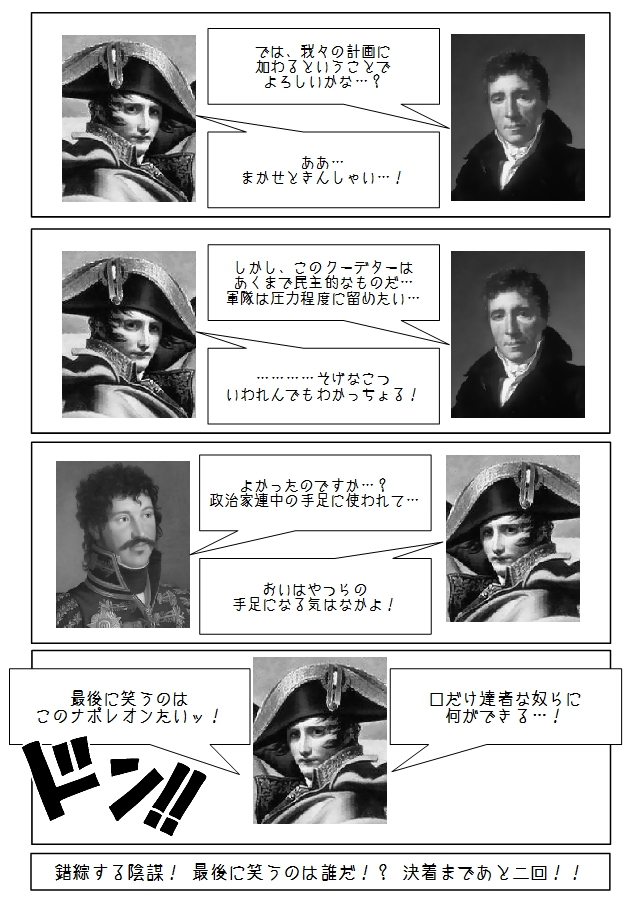 では、我々の計画に
加わるということで
よろしいかな…?
ああ…
まかせときんしゃい…!
しかし、このクーデターは
あくまで民主的なものだ…
軍隊は圧力程度に留めたい…
…………そげなこつ
いわれんでもわかっちょる!
よかったのですか…?
政治家連中の手足に使われて…
おいはやつらの
手足になる気はなかよ!
口だけ達者な奴らに
何ができる…!
最後に笑うのは
このナポレオンたいッ!
ドン!!
錯綜する陰謀! 最後に笑うのは誰だ!? 決着まであと二回!!